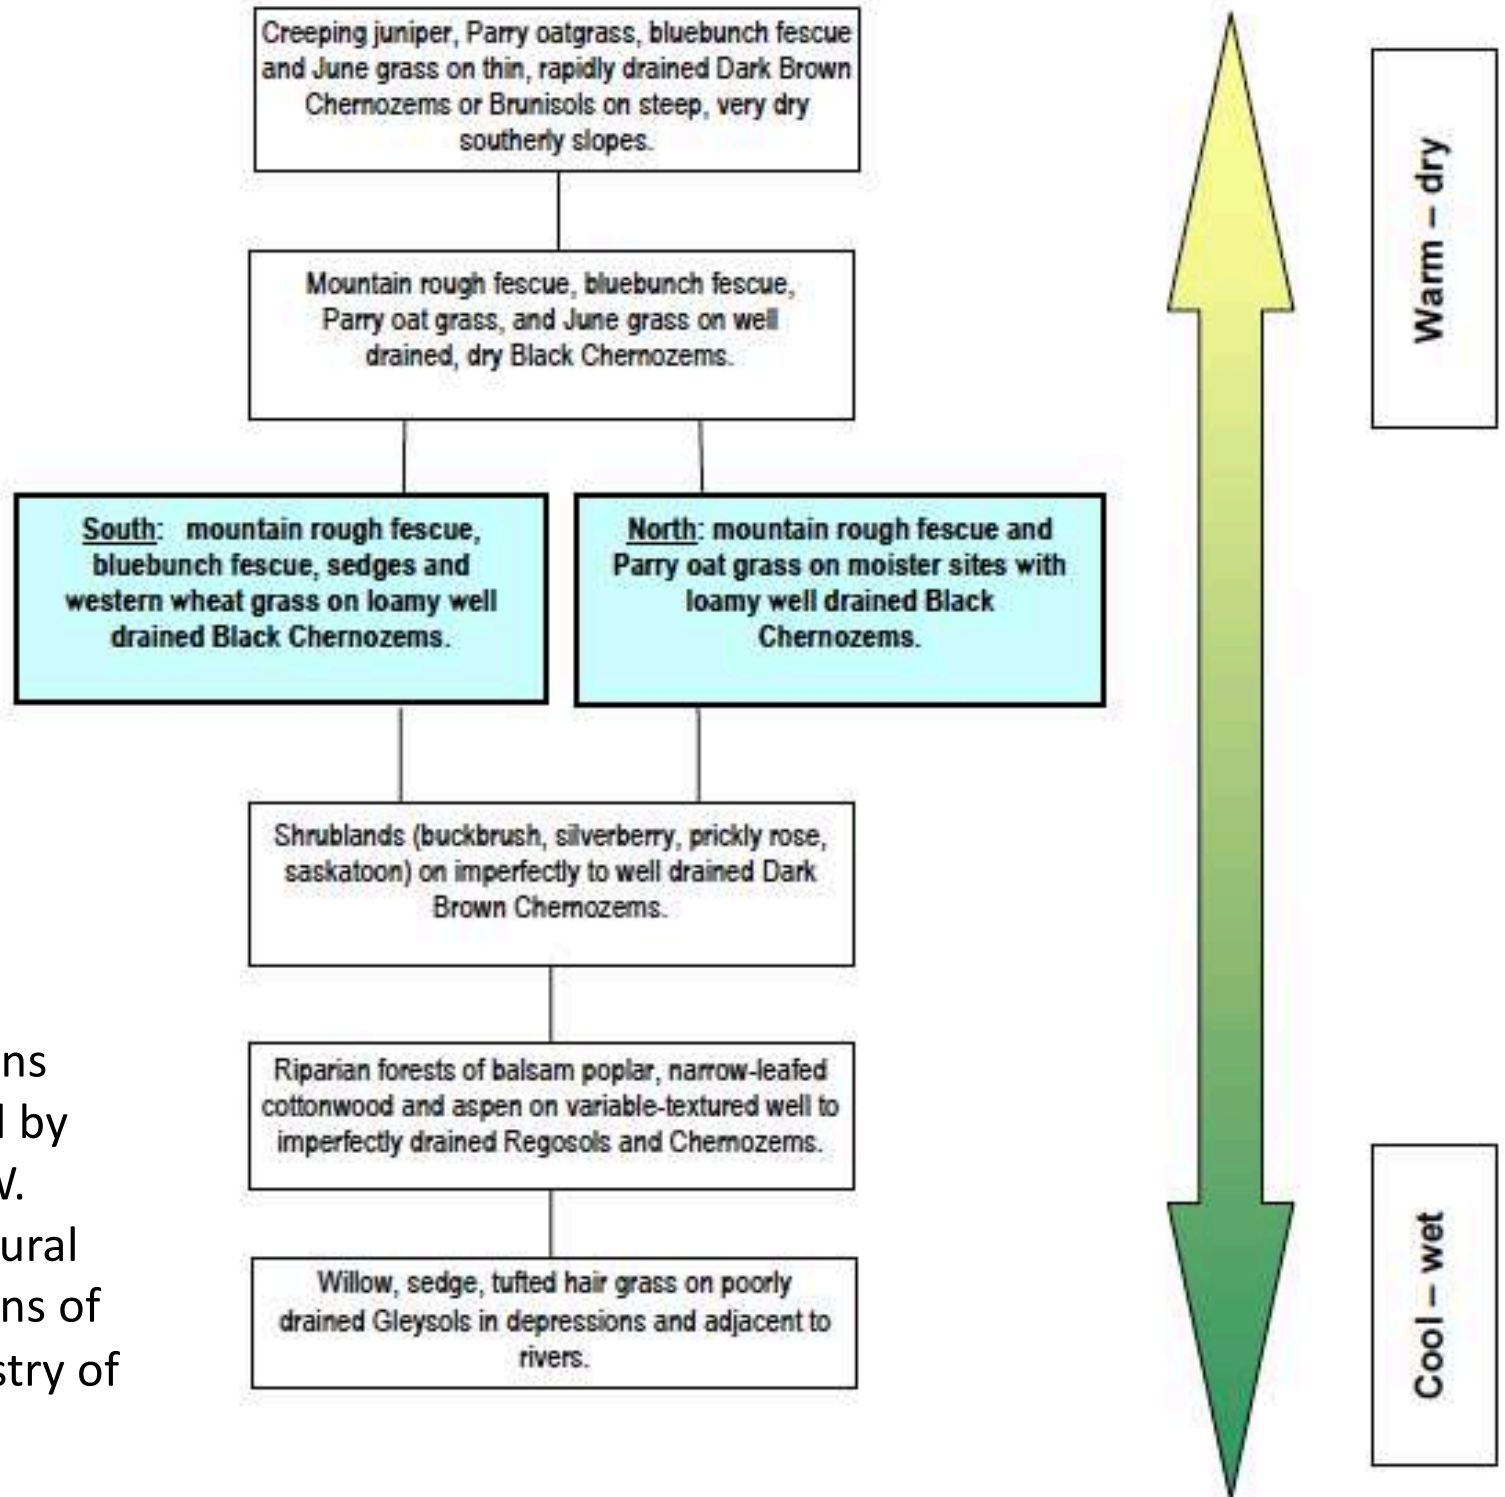 Creeping juniper, Parry oatgrass, bluebunch fescue
and June grass on thin, rapidly drained Dark Brown
Chernozems or Brunisols on steep, very dry
southerly slopes.
Mountain rough fescue, bluebunch fescue,
Parry oat grass, and June grass on well
drained, dry Black Chernozems.
South: mountain rough fescue,
bluebunch fescue, sedges and
western wheat grass on loamy well
drained Black Chernozems.
North: mountain rough fescue and
Parry oat grass on moister sites with
loamy well drained Black
Chernozems.
Shrublands (buckbrush, silverberry, prickly rose,
saskatoon) on imperfectly to well drained Dark
Brown Chernozems.
Riparian forests of balsam poplar, narrow-leafed
cottonwood and aspen on variable-textured well to
imperfectly drained Regosols and Chernozems.
Willow, sedge, tufted hair grass on poorly
drained Gleysols in depressions and adjacent to
rivers.
Warm – dry
Cool – wet
ns
by
W.
ural
ns of
stry of